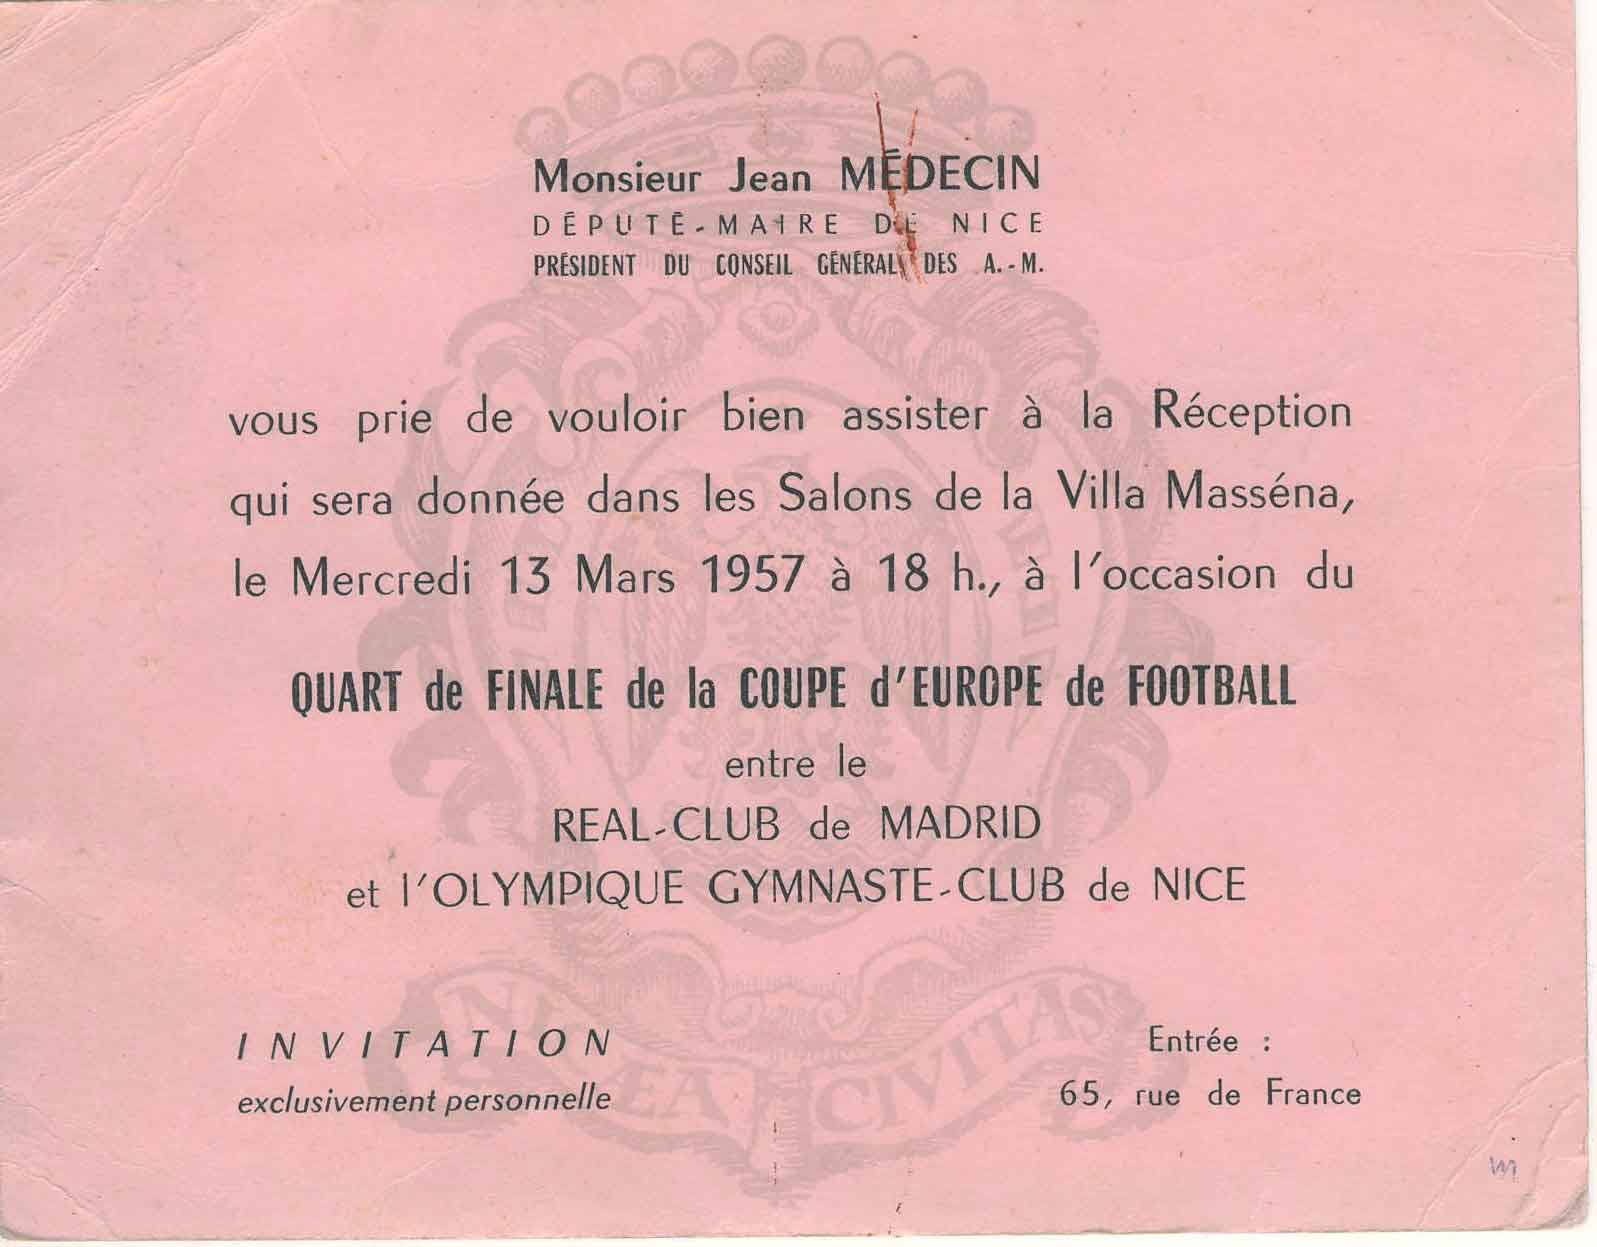 Monsieur Jean MÉDECIN
DÉPUTÉ-MAIRE DE NICE
PRÉSIDENT DU CONSEIL GÉNÉRAL DES A.-M.
vous prie de vouloir bien assister à la Réception
qui sera donnée dans les Salons de la Villa Masséna,
le Mercredi 13 Mars 1957 à 18 h., à l'occasion du
QUART de FINALE de la COUPE d'EUROPE de FOOTBALL
entre le
REAL-CLUB de MADRID
et l'OLYMPIQUE GYMNASTE-CLUB de NICE
INVITATION
exclusivement personnelle
Entrée :
65, rue de France
NICÆA CIVITAS